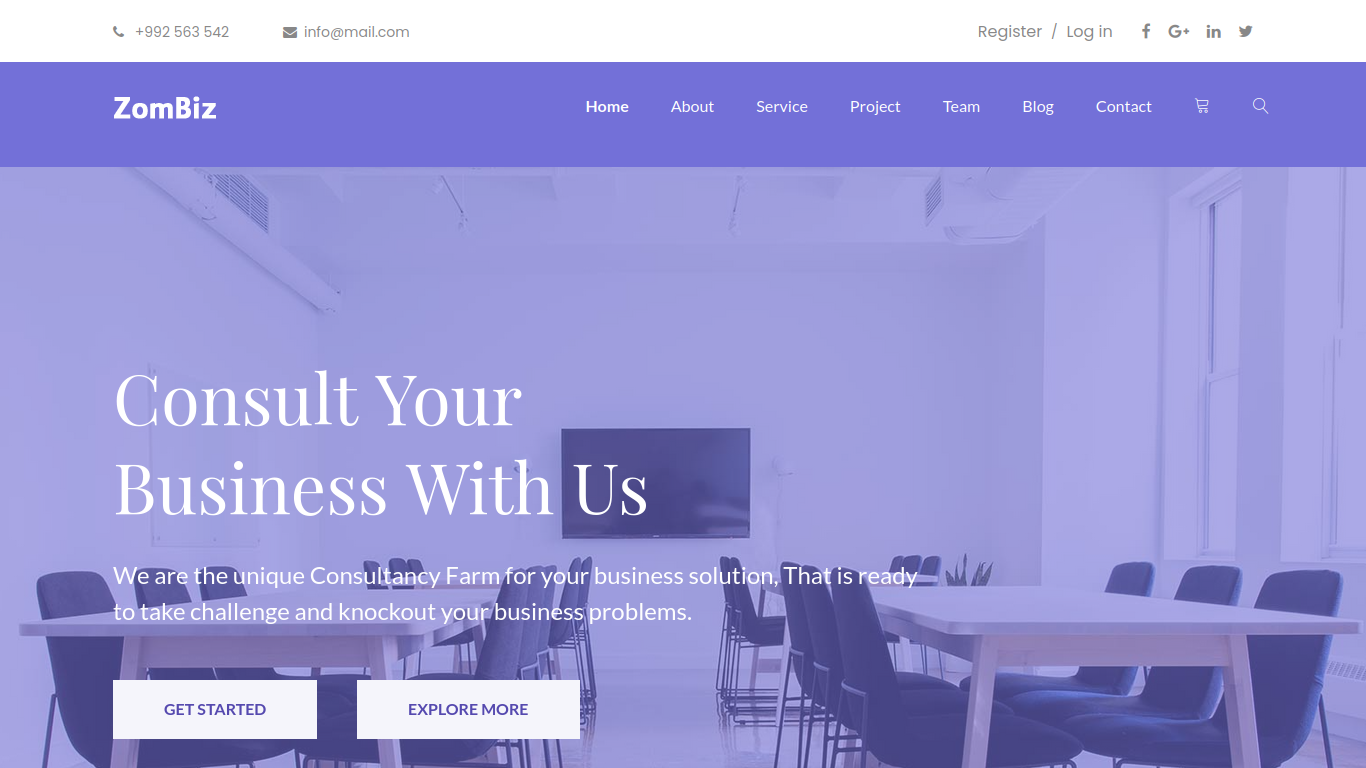 +992 563 542 info@mail.com Register / Log in
ZomBiz Home About Service Project Team Blog Contact
Consult Your
Business With Us
We are the unique Consultancy Farm for your business solution, That is ready
to take challenge and knockout your business problems.
GET STARTED EXPLORE MORE